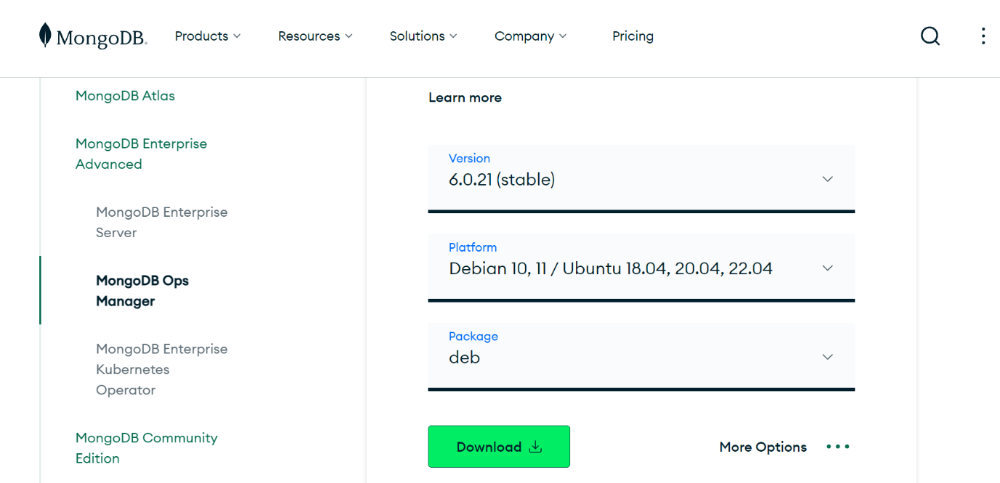 MongoDB.
Products
Resources
Solutions
Company
Pricing
MongoDB Atlas
MongoDB Enterprise
Advanced
MongoDB Enterprise
Server
MongoDB Ops
Manager
MongoDB Enterprise
Kubernetes
Operator
MongoDB Community
Edition
Learn more
Version
6.0.21 (stable)
Platform
Debian 10, 11 / Ubuntu 18.04, 20.04, 22.04
Package
deb
Download
More Options